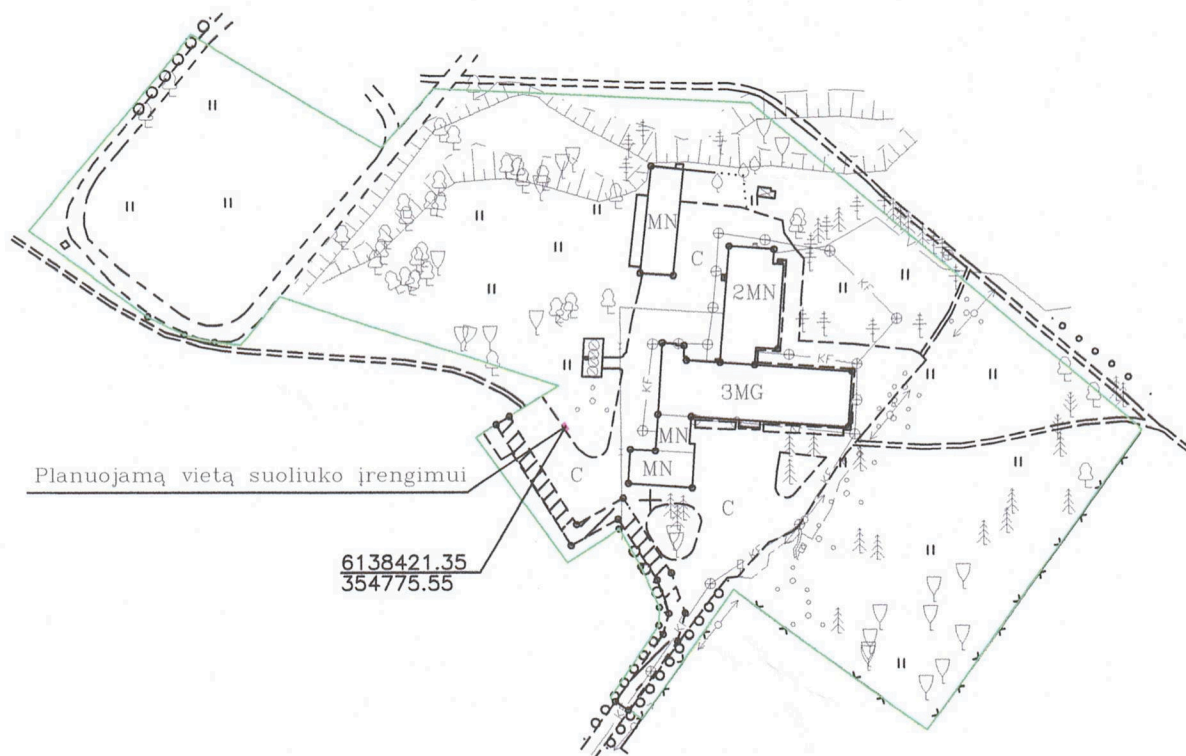 MN
C
2MN
KF
KF
3MG
MN
MN
C
C
Planuojamą vietą suoliuko įrengimui
6138421.35
354775.55